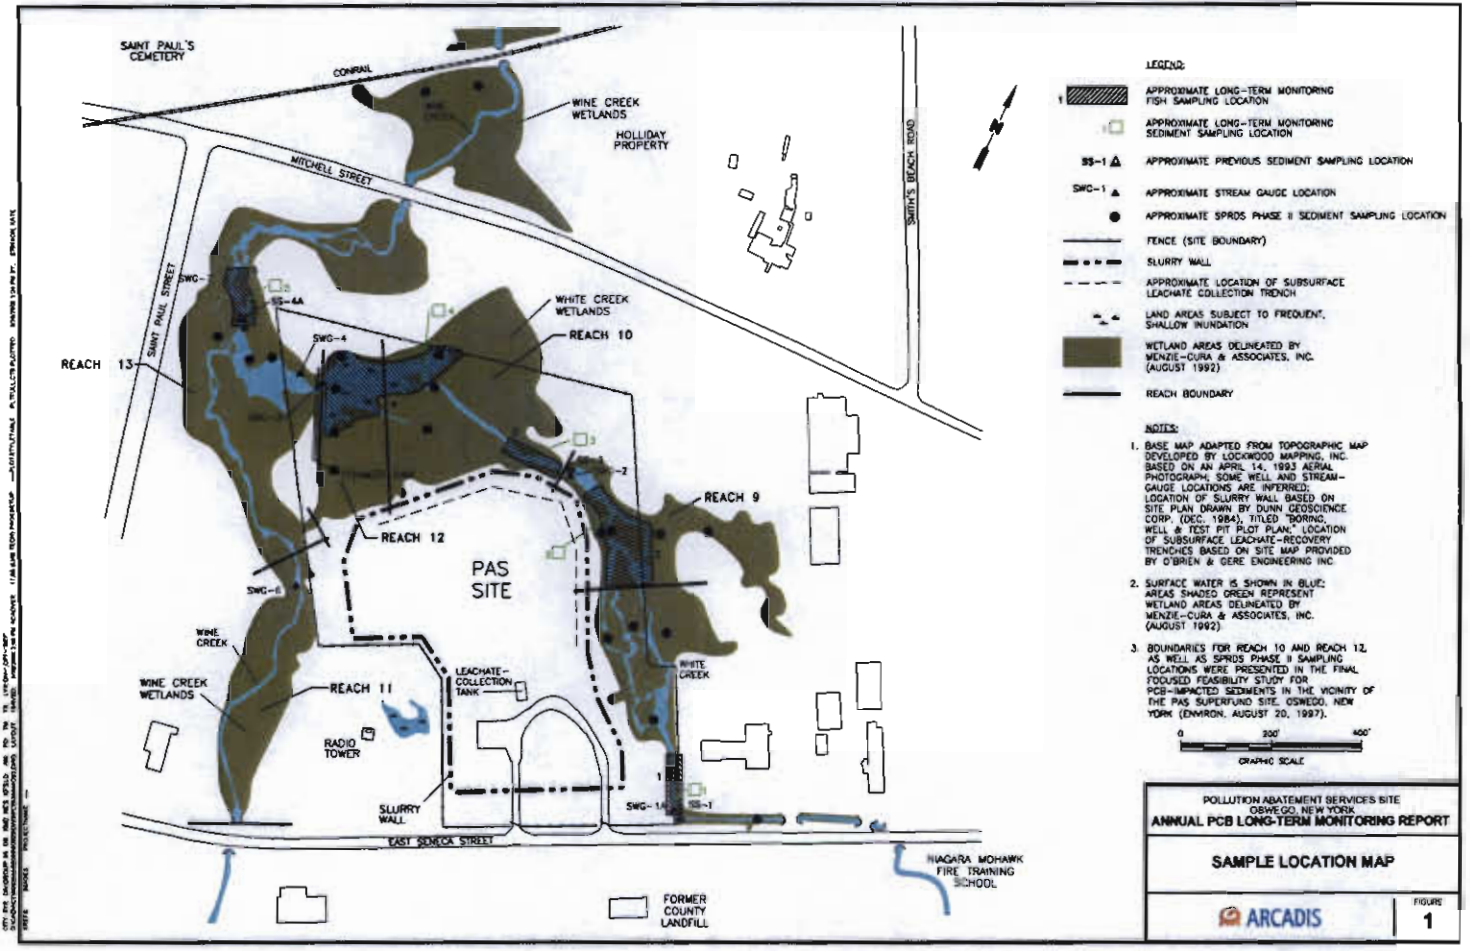 SAINT PAUL'S
CEMETERY
CONRAIL
WINE CREEK
WETLANDS
HOLLIDAY
PROPERTY
MITCHELL STREET
SMITH'S BEACH ROAD
SAINT PAUL STREET
SWG-
SS-4A
4
WHITE CREEK
WETLANDS
SWG-4
REACH 10
REACH 13
3
REACH 9
REACH 12
PAS
SITE
SWG-6
WINE
CREEK
WINE CREEK
WETLANDS
REACH 11
WHITE
CREEK
LEACHATE-
COLLECTION
TANK
RADIO
TOWER
1
SLURRY
WALL
SWG-1A
SS-1
EAST SENECA STREET
NIAGARA MOHAWK
FIRE TRAINING
SCHOOL
FORMER
COUNTY
LANDFILL
N
LEGEND:
1
APPROXIMATE LONG-TERM MONITORING
FISH SAMPLING LOCATION
1
APPROXIMATE LONG-TERM MONITORING
SEDIMENT SAMPLING LOCATION
SS-1
APPROXIMATE PREVIOUS SEDIMENT SAMPLING LOCATION
SWG-1
APPROXIMATE STREAM GAUGE LOCATION
APPROXIMATE SPRDS PHASE II SEDIMENT SAMPLING LOCATION
FENCE (SITE BOUNDARY)
SLURRY WALL
APPROXIMATE LOCATION OF SUBSURFACE
LEACHATE COLLECTION TRENCH
LAND AREAS SUBJECT TO FREQUENT,
SHALLOW INUNDATION
WETLAND AREAS DELINEATED BY
MENZIE-CURA & ASSOCIATES, INC.
(AUGUST 1992)
REACH BOUNDARY
NOTES:
1. BASE MAP ADAPTED FROM TOPOGRAPHIC MAP
DEVELOPED BY LOCKWOOD MAPPING, INC.
BASED ON AN APRIL 14, 1993 AERIAL
PHOTOGRAPH; SOME WELL AND STREAM-
GAUGE LOCATIONS ARE INFERRED;
LOCATION OF SLURRY WALL BASED ON
SITE PLAN DRAWN BY DUNN GEOSCIENCE
CORP. (DEC. 1984), TITLED "BORING,
WELL & TEST PIT PLOT PLAN;" LOCATION
OF SUBSURFACE LEACHATE-RECOVERY
TRENCHES BASED ON SITE MAP PROVIDED
BY O'BRIEN & GERE ENGINEERING INC
2. SURFACE WATER IS SHOWN IN BLUE;
AREAS SHADED GREEN REPRESENT
WETLAND AREAS DELINEATED BY
MENZIE-CURA & ASSOCIATES, INC.
(AUGUST 1992)
3. BOUNDARIES FOR REACH 10 AND REACH 12,
AS WELL AS SPRDS PHASE II SAMPLING
LOCATIONS WERE PRESENTED IN THE FINAL
FOCUSED FEASIBILITY STUDY FOR
PCB-IMPACTED SEDIMENTS IN THE VICINITY OF
THE PAS SUPERFUND SITE, OSWEGO, NEW
YORK (ENVIRON, AUGUST 20, 1997).
0 200' 400'
GRAPHIC SCALE
POLLUTION ABATEMENT SERVICES SITE
OSWEGO, NEW YORK
ANNUAL PCB LONG-TERM MONITORING REPORT
SAMPLE LOCATION MAP
ARCADIS
FIGURE
1